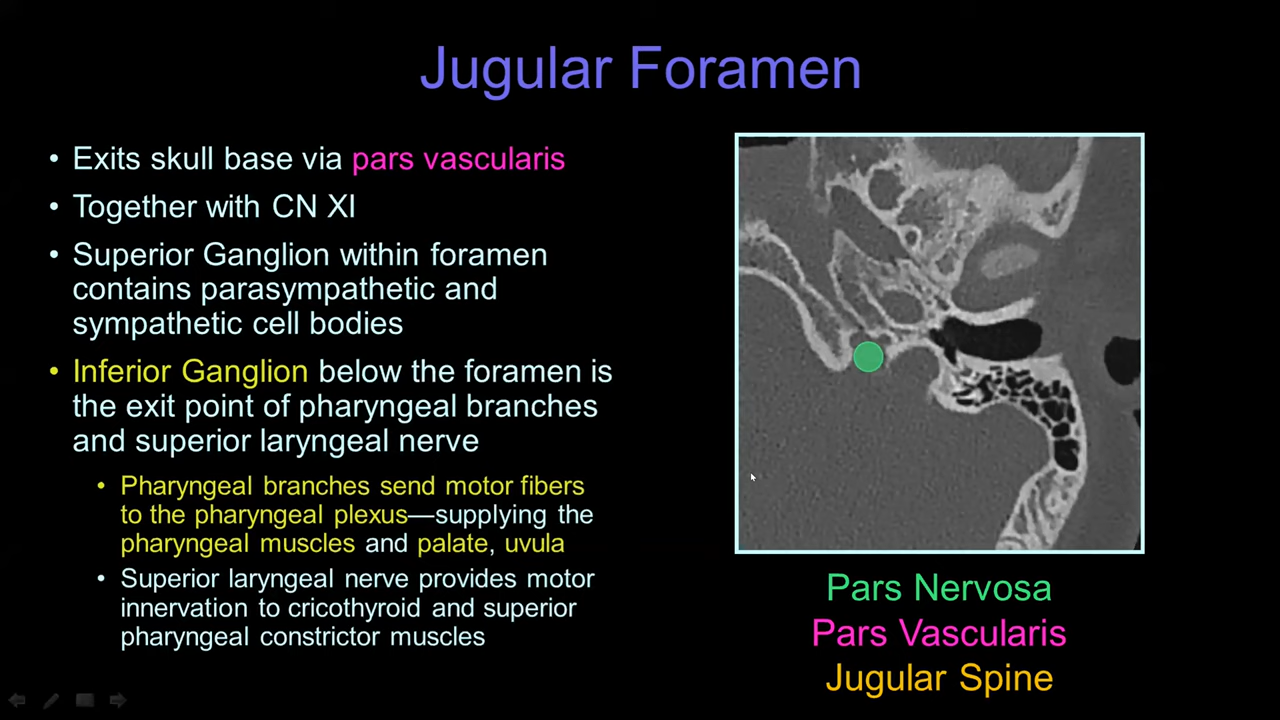 Jugular Foramen
• Exits skull base via pars vascularis
• Together with CN XI
• Superior Ganglion within foramen
contains parasympathetic and
sympathetic cell bodies
• Inferior Ganglion below the foramen is
the exit point of pharyngeal branches
and superior laryngeal nerve
• Pharyngeal branches send motor fibers
to the pharyngeal plexus—supplying the
pharyngeal muscles and palate, uvula
• Superior laryngeal nerve provides motor
innervation to cricothyroid and superior
pharyngeal constrictor muscles
Pars Nervosa
Pars Vascularis
Jugular Spine